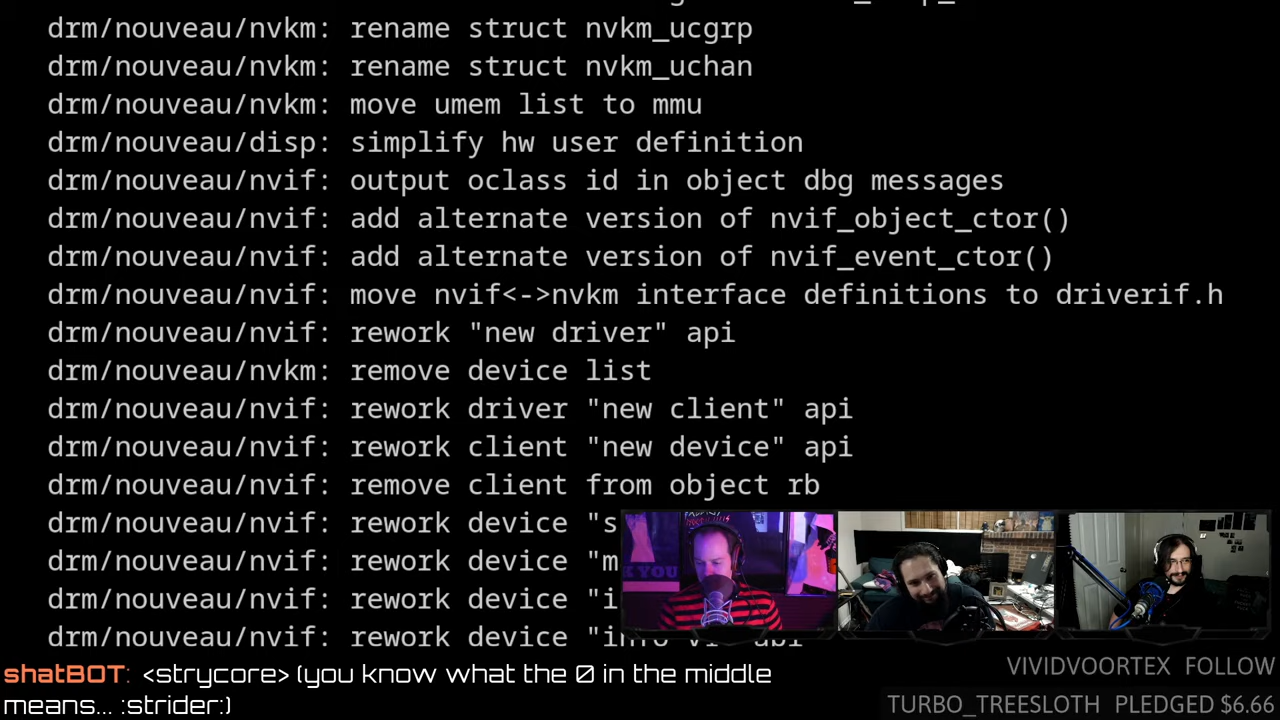 drm/nouveau/nvkm: rename struct nvkm_ucgrp
drm/nouveau/nvkm: rename struct nvkm_uchan
drm/nouveau/nvkm: move umem list to mmu
drm/nouveau/disp: simplify hw user definition
drm/nouveau/nvif: output oclass id in object dbg messages
drm/nouveau/nvif: add alternate version of nvif_object_ctor()
drm/nouveau/nvif: add alternate version of nvif_event_ctor()
drm/nouveau/nvif: move nvif<->nvkm interface definitions to driverif.h
drm/nouveau/nvif: rework "new driver" api
drm/nouveau/nvkm: remove device list
drm/nouveau/nvif: rework driver "new client" api
drm/nouveau/nvif: rework client "new device" api
drm/nouveau/nvif: remove client from object rb
drm/nouveau/nvif: rework device "s
drm/nouveau/nvif: rework device "m
drm/nouveau/nvif: rework device "i
drm/nouveau/nvif: rework device
shatBOT: <strycore> (you know what the 0 in the middle
means... :strider:)
VIVIDVOORTEX FOLLOW
TURBO_TREESLOTH PLEDGED $6.66